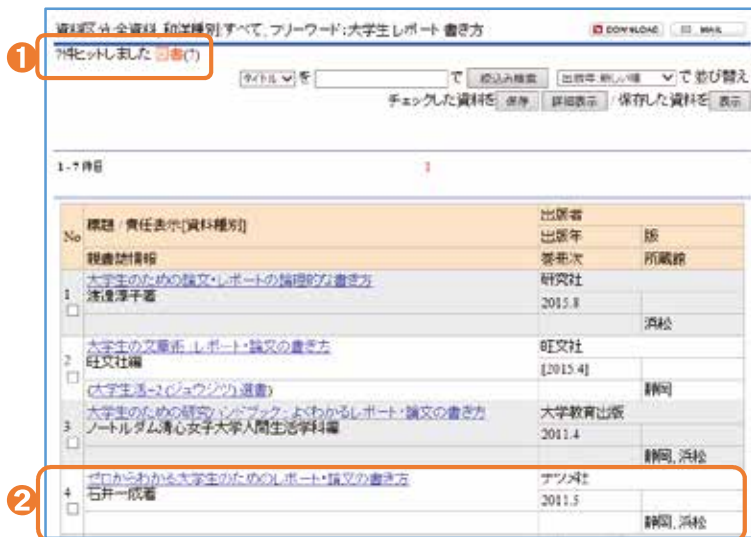 資料区分:全資料, 和洋種別:すべて, フリーワード:大学生 レポート 書き方
DOWNLOAD MAIL
1
7件ヒットしました 図書(7)
タイトル を で 絞込み検索 出版年:新しい順 で 並び替え
チェックした資料を 保存 詳細表示 /保存した資料を 表示
1-7件目 1
No 標題 / 責任表示[資料種別] 出版者
出版年 版
親書誌情報 巻冊次 所蔵館
1 大学生のための論文・レポートの論理的な書き方 研究社
渡邊淳子著 2015.8
浜松
2 大学生の文章術 レポート・論文の書き方 旺文社
旺文社編 [2015.4]
(大学生活+2(ジョウジツ)選書) 静岡
3 大学生のための研究ハンドブック : よくわかるレポート・論文の書き方 大学教育出版
ノートルダム清心女子大学人間生活学科編 2011.4
静岡, 浜松
2
4 ゼロからわかる大学生のためのレポート・論文の書き方 ナツメ社
石井一成著 2011.5
静岡, 浜松